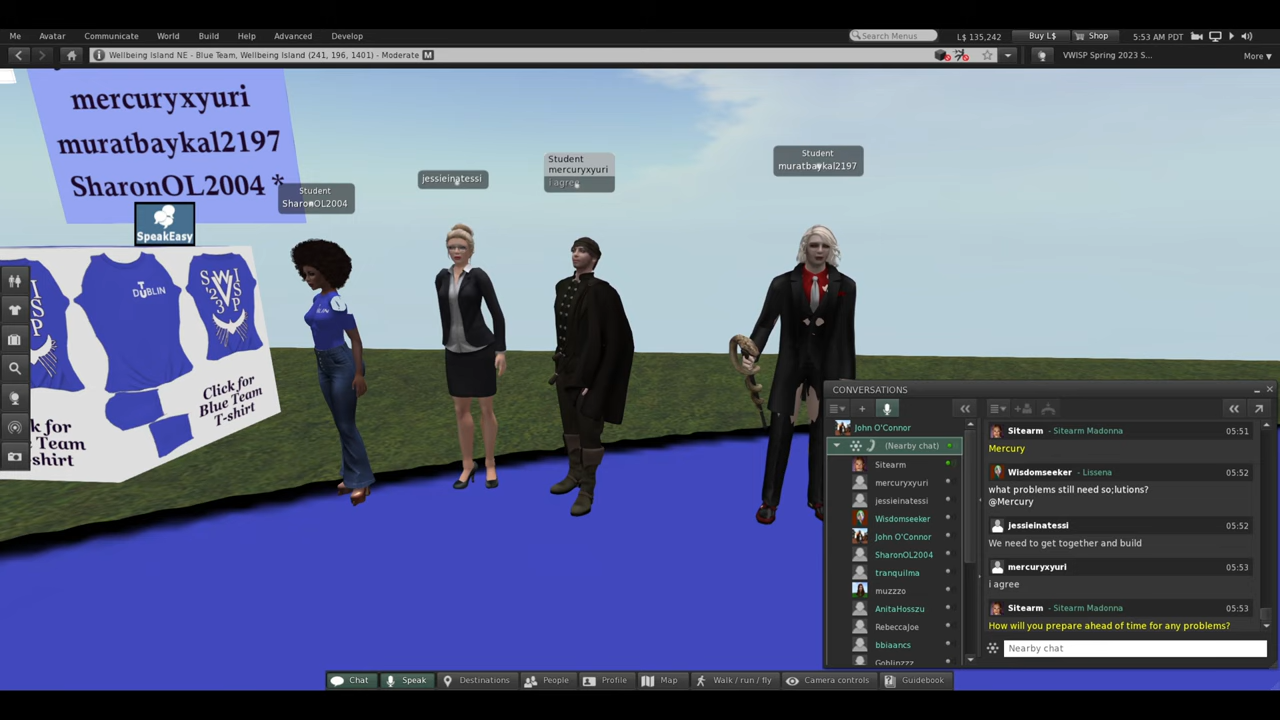 Me Avatar Communicate World Build Help Advanced Develop
Search Menus
L$ 135,242
Buy L$
Shop
5:53 AM PDT
Wellbeing Island NE - Blue Team, Wellbeing Island (241, 196, 1401) - Moderate M
VWISP Spring 2023 S...
More
mercuryxyuri
muratbaykal2197
SharonOL2004 *
SpeakEasy
DUBLIN
SWISP
'23
Click for
Blue Team
T-shirt
k for
Team
shirt
Student
SharonOL2004
jessieinatessi
Student
mercuryxyuri
i agree
Student
muratbaykal2197
CONVERSATIONS
John O'Connor
(Nearby chat)
Sitearm
mercuryxyuri
jessieinatessi
Wisdomseeker
John O'Connor
SharonOL2004
tranquilma
muzzzo
AnitaHosszu
RebeccaJoe
bbiaancs
Goblinzzz
Sitearm - Sitearm Madonna 05:51
Mercury
Wisdomseeker - Lissena 05:52
what problems still need so;lutions?
@Mercury
jessieinatessi 05:52
We need to get together and build
mercuryxyuri 05:53
i agree
Sitearm - Sitearm Madonna 05:53
How will you prepare ahead of time for any problems?
Nearby chat
Chat Speak Destinations People Profile Map Walk / run / fly Camera controls Guidebook